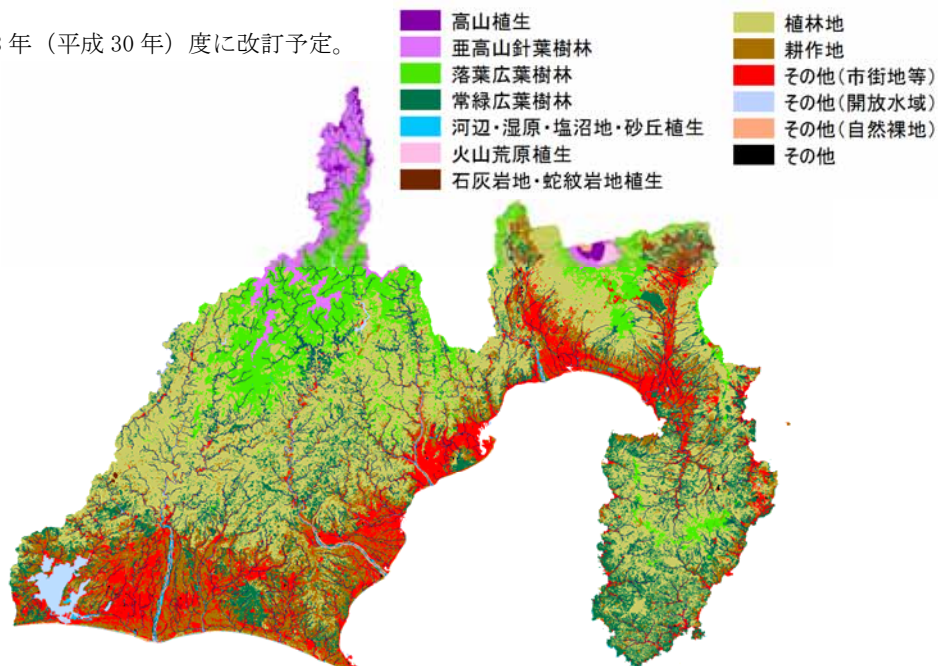 年（平成 30 年）度に改訂予定。
高山植生
亜高山針葉樹林
落葉広葉樹林
常緑広葉樹林
河辺・湿原・塩沼地・砂丘植生
火山荒原植生
石灰岩地・蛇紋岩地植生
植林地
耕作地
その他(市街地等)
その他(開放水域)
その他(自然裸地)
その他